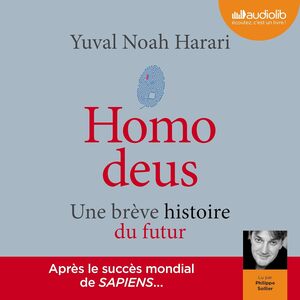 audiolib
écoutez, c'est un livre !
Yuval Noah Harari
Homo
deus
Une brève histoire
du futur
Lu par
Philippe
Sollier
Après le succès mondial
de SAPIENS...